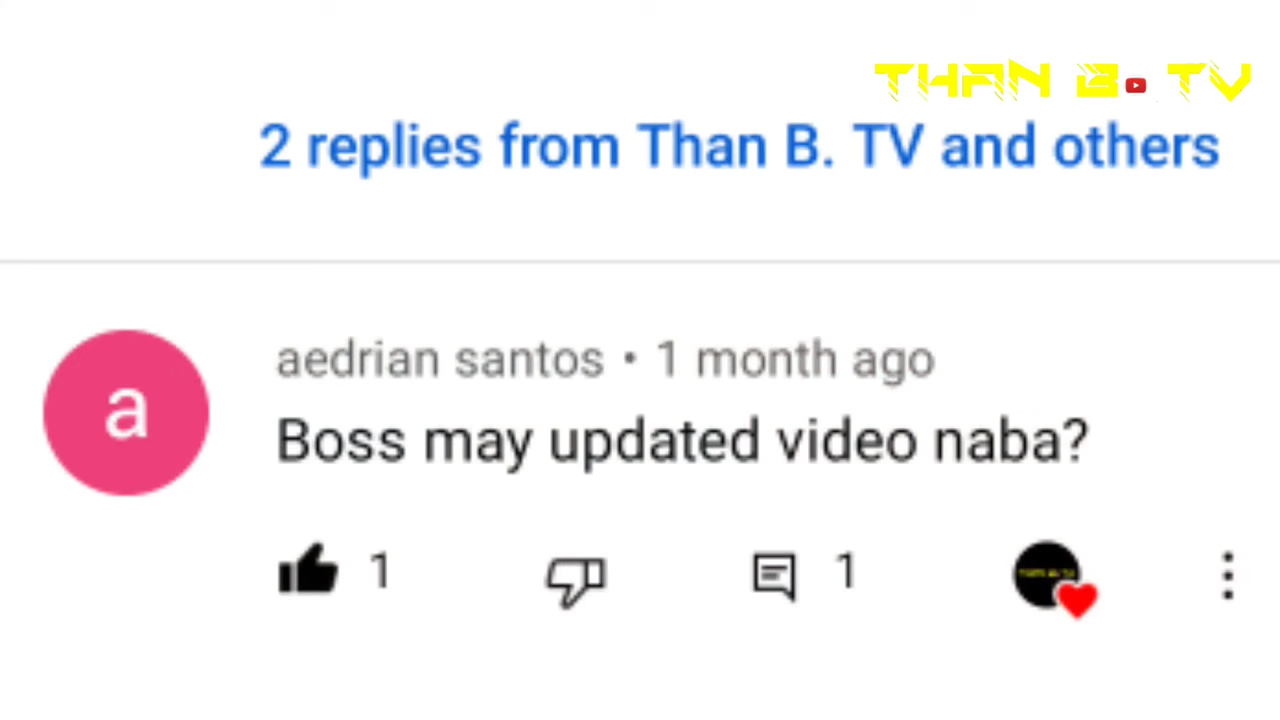 THAN B. TV
2 replies from Than B. TV and others
a
aedrian santos • 1 month ago
Boss may updated video naba?
1
1